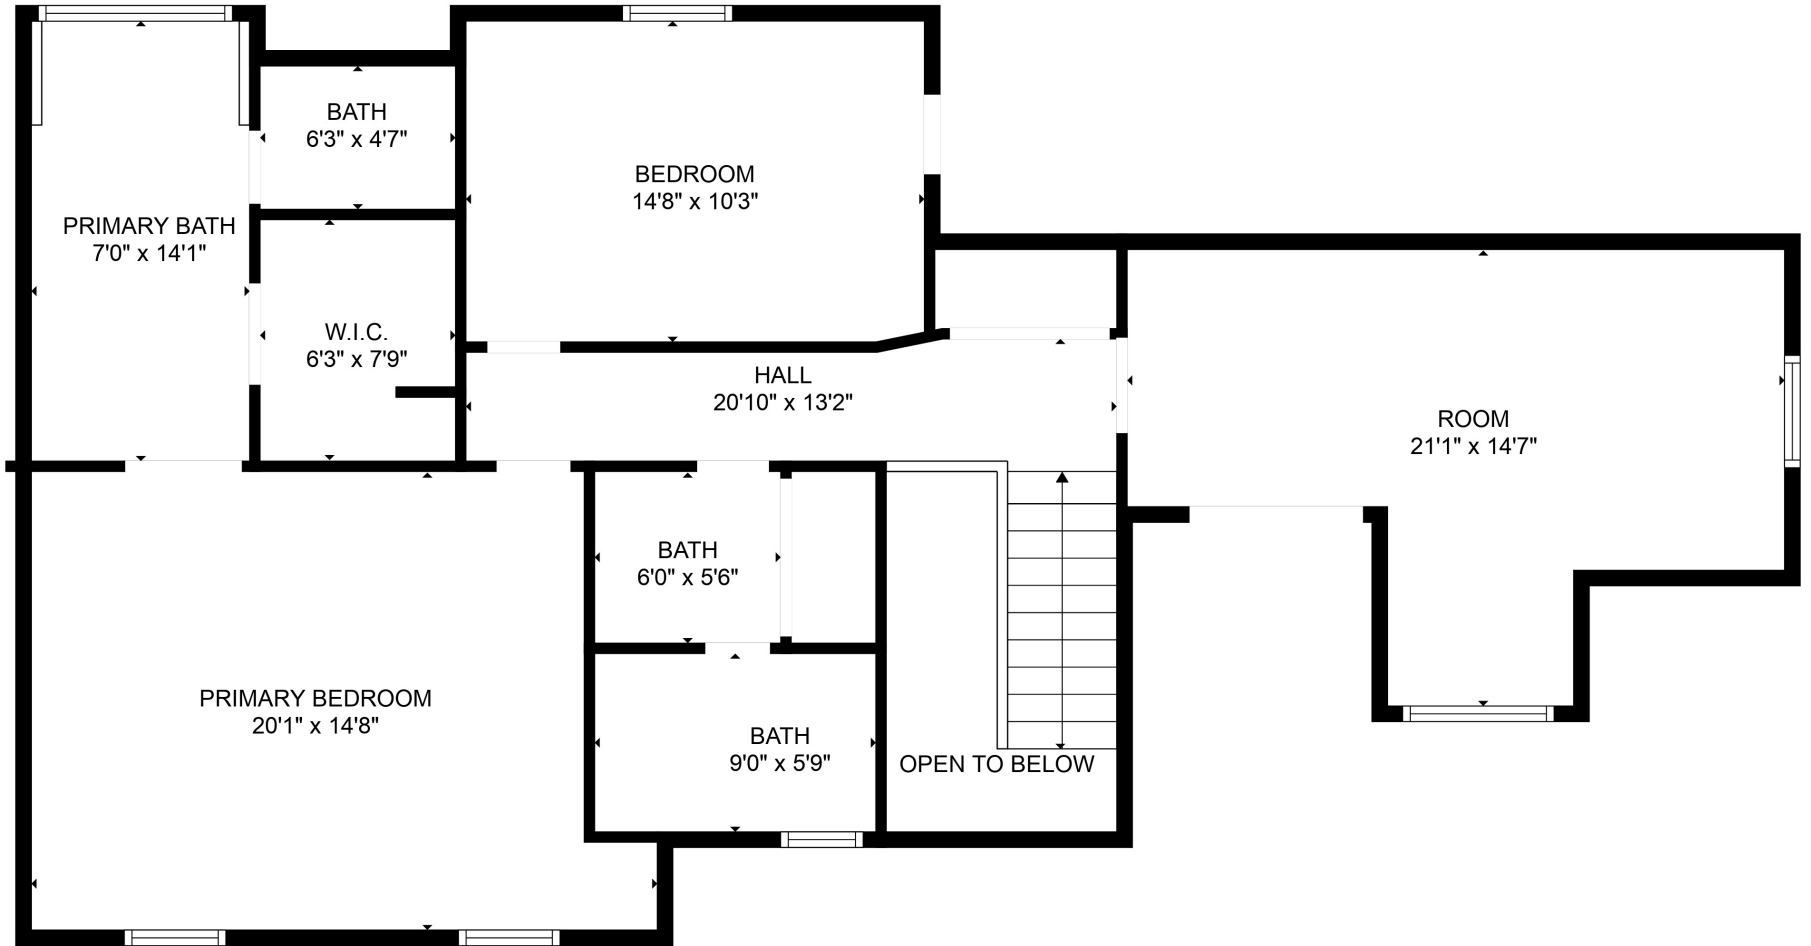 BATH
6'3" x 4'7"
BEDROOM
14'8" x 10'3"
PRIMARY BATH
7'0" x 14'1"
W.I.C.
6'3" x 7'9"
HALL
20'10" x 13'2"
ROOM
21'1" x 14'7"
BATH
6'0" x 5'6"
PRIMARY BEDROOM
20'1" x 14'8"
BATH
9'0" x 5'9"
OPEN TO BELOW